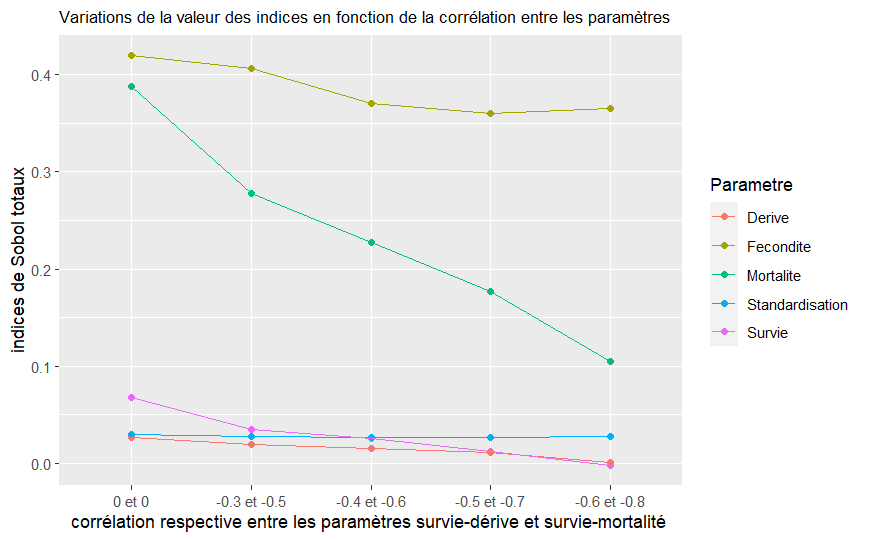 Variations de la valeur des indices en fonction de la corrélation entre les paramètres
indices de Sobol totaux
0.4
0.3
0.2
0.1
0.0
0 et 0
-0.3 et -0.5
-0.4 et -0.6
-0.5 et -0.7
-0.6 et -0.8
corrélation respective entre les paramètres survie-dérive et survie-mortalité
Parametre
Derive
Fecondite
Mortalite
Standardisation
Survie